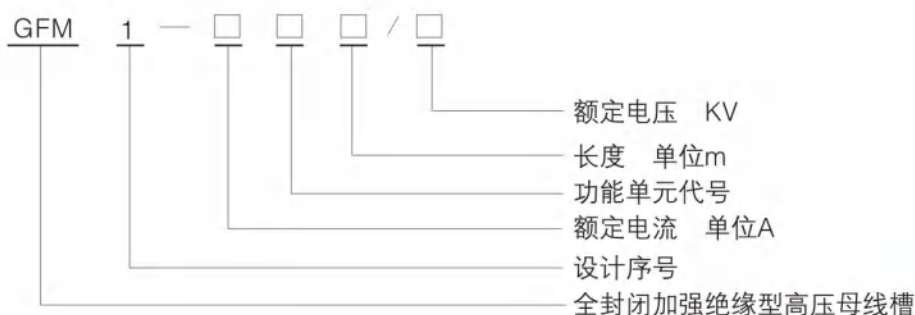 GFM 1 — □ □ □ / □
额定电压 KV
长度 单位m
功能单元代号
额定电流 单位A
设计序号
全封闭加强绝缘型高压母线槽